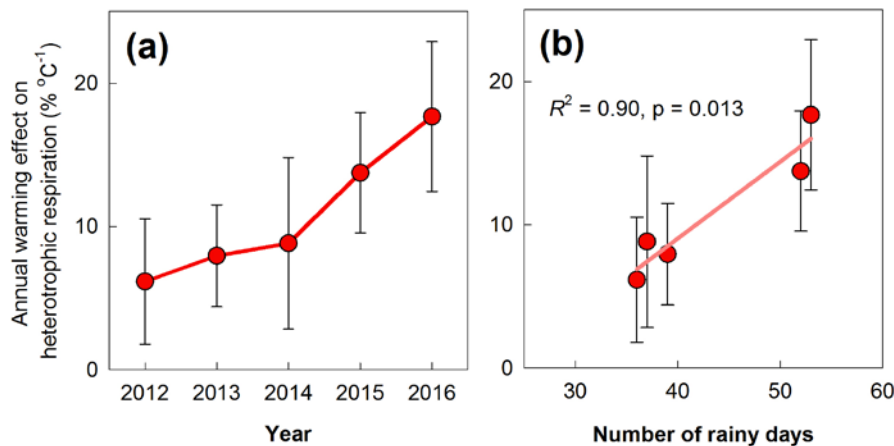 (a)
(b)
Annual warming effect on
heterotrophic respiration (% °C⁻¹)
20
10
0
2012 2013 2014 2015 2016
Year
R² = 0.90, p = 0.013
20
10
0
30 40 50 60
Number of rainy days